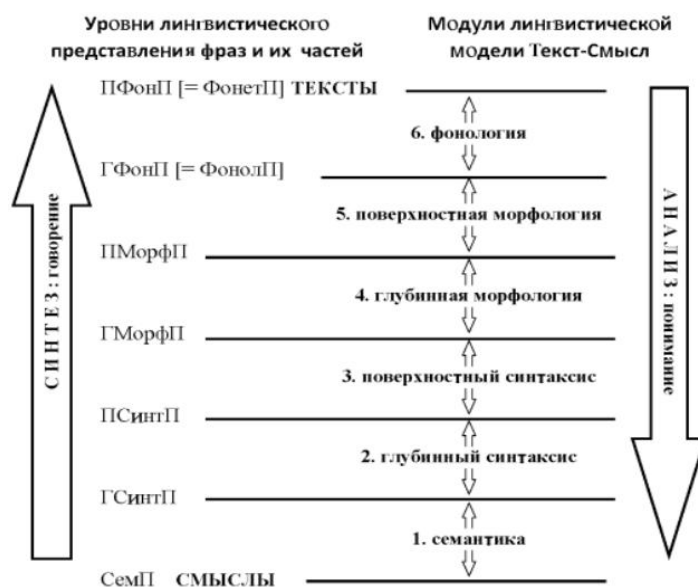 Уровни лингвистического
представления фраз и их частей
Модули лингвистической
модели Текст-Смысл
ПФонП [= ФонетП] ТЕКСТЫ
6. фонология
ГФонП [= ФонолП]
5. поверхностная морфология
ПМорфП
4. глубинная морфология
ГМорфП
3. поверхностный синтаксис
ПСинтП
2. глубинный синтаксис
ГСинтП
1. семантика
СемП СМЫСЛЫ
СИНТЕЗ: говорение
АНАЛИЗ: понимание